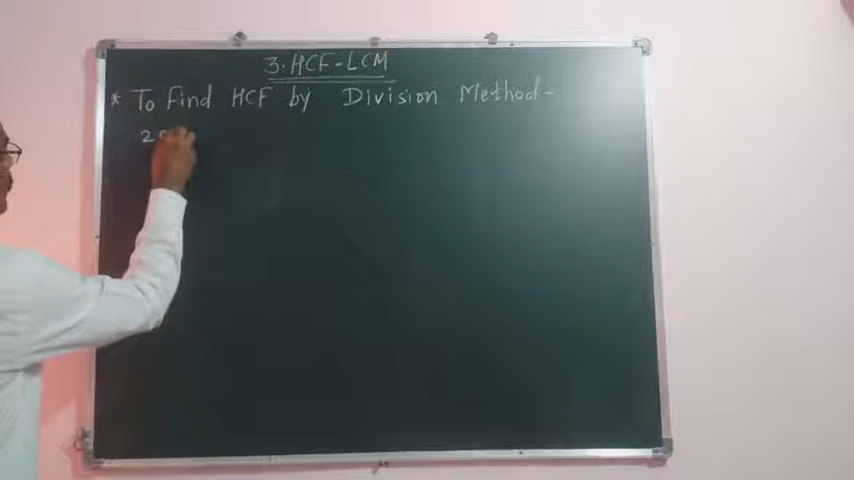 3. HCF-LCM
* To Find HCF by Division Method-